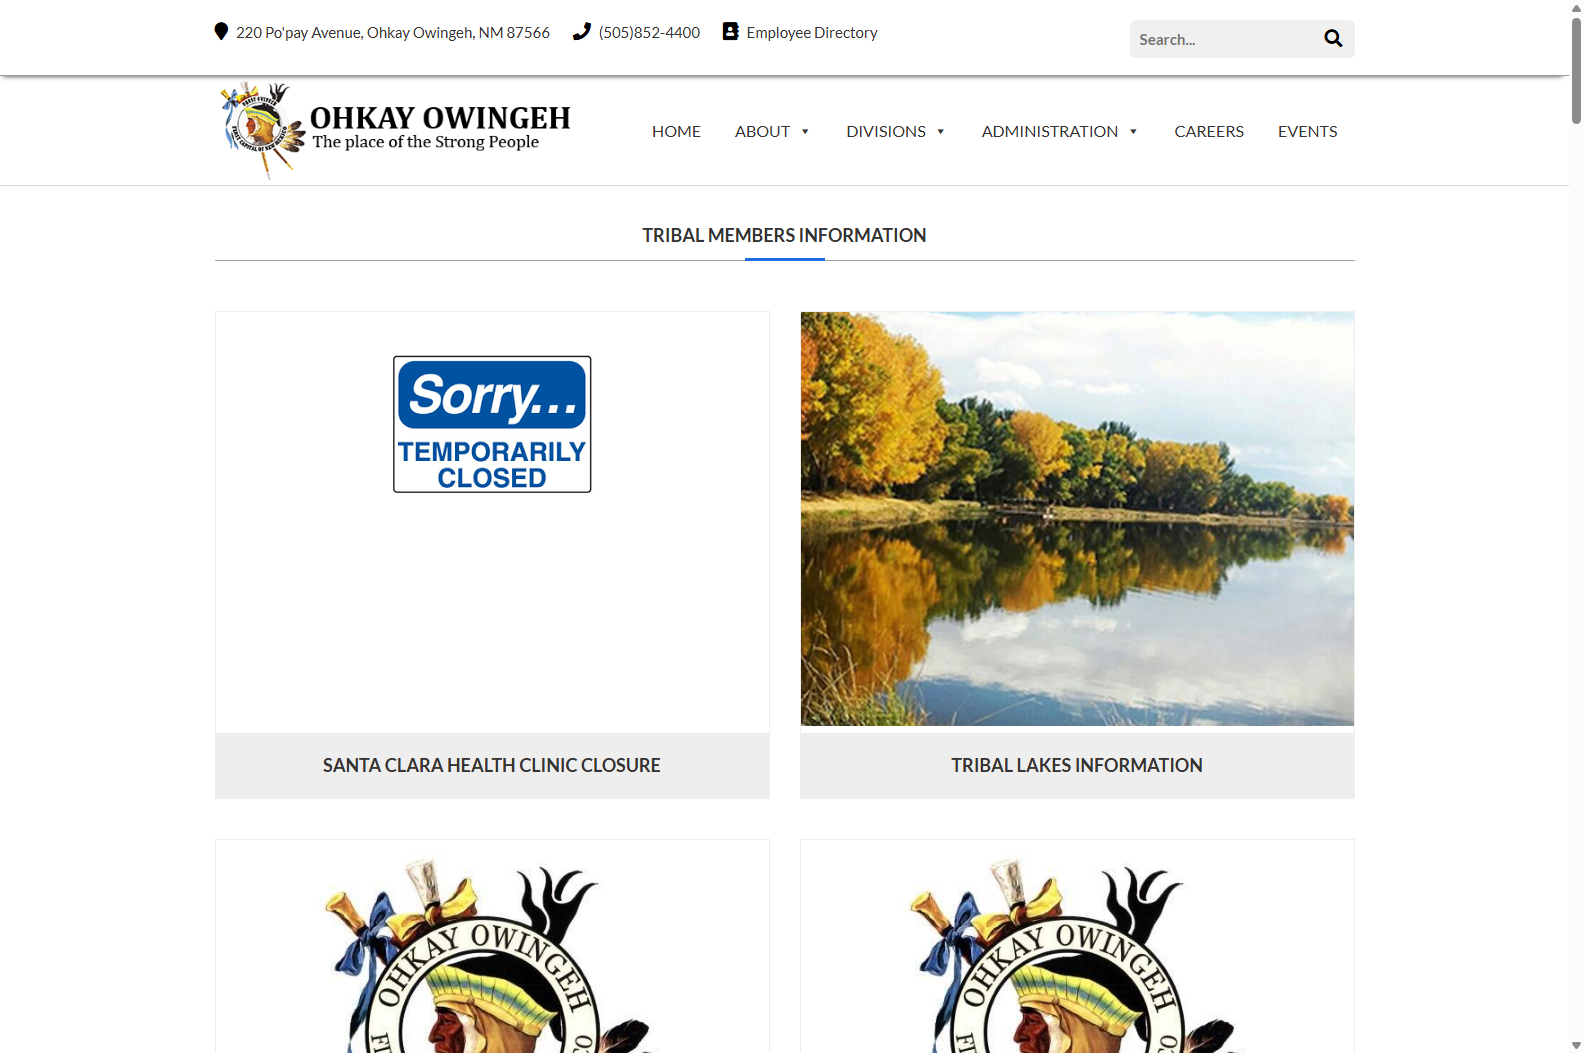 220 Po'pay Avenue, Ohkay Owingeh, NM 87566
(505)852-4400
Employee Directory
Search...
OHKAY OWINGEH
The place of the Strong People
HOME
ABOUT
DIVISIONS
ADMINISTRATION
CAREERS
EVENTS
TRIBAL MEMBERS INFORMATION
Sorry...
TEMPORARILY
CLOSED
SANTA CLARA HEALTH CLINIC CLOSURE
TRIBAL LAKES INFORMATION
OHKAY OWINGEH
OHKAY OWINGEH